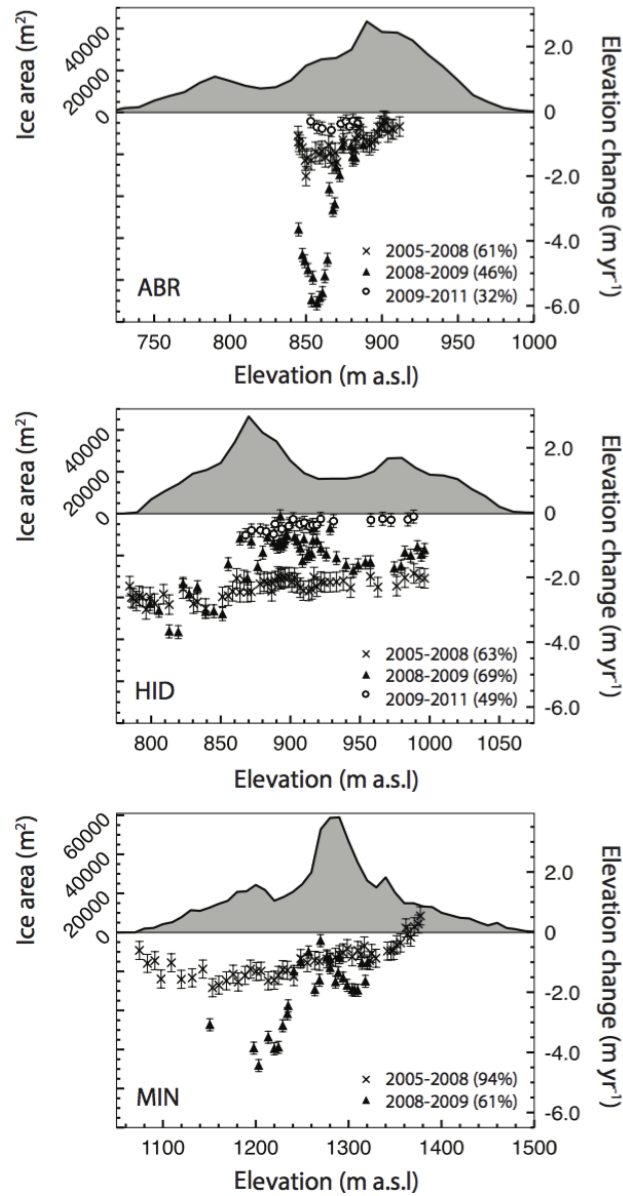 Ice area (m²)
40000
20000
0
2.0
0
-2.0
-4.0
-6.0
Elevation change (m yr⁻¹)
× 2005-2008 (61%)
▲ 2008-2009 (46%)
○ 2009-2011 (32%)
ABR
750 800 850 900 950 1000
Elevation (m a.s.l)
Ice area (m²)
40000
20000
0
2.0
0
-2.0
-4.0
-6.0
Elevation change (m yr⁻¹)
× 2005-2008 (63%)
▲ 2008-2009 (69%)
○ 2009-2011 (49%)
HID
800 850 900 950 1000 1050
Elevation (m a.s.l)
Ice area (m²)
60000
40000
20000
0
2.0
0
-2.0
-4.0
-6.0
Elevation change (m yr⁻¹)
× 2005-2008 (94%)
▲ 2008-2009 (61%)
MIN
1100 1200 1300 1400 1500
Elevation (m a.s.l)